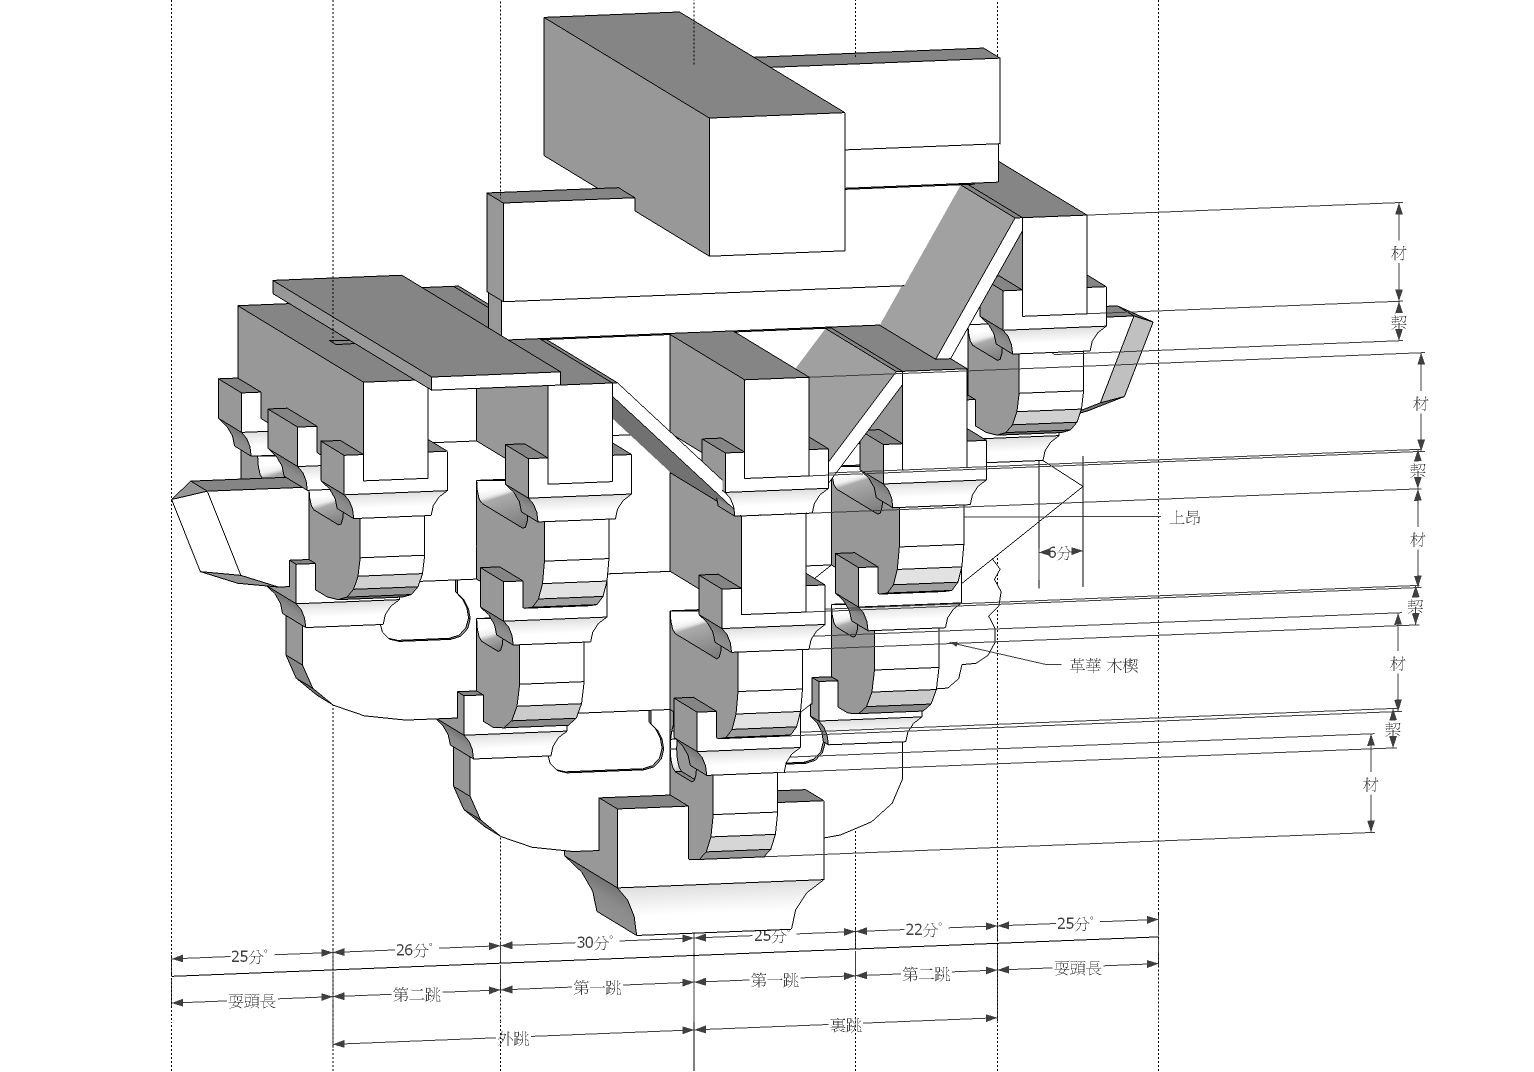 材
栔
材
栔
材
上昂
6分
栔
革華 木楔
材
栔
材
25分°
26分°
30分°
25分°
22分°
25分°
耍頭長
第二跳
第一跳
第一跳
第二跳
耍頭長
外跳
裏跳